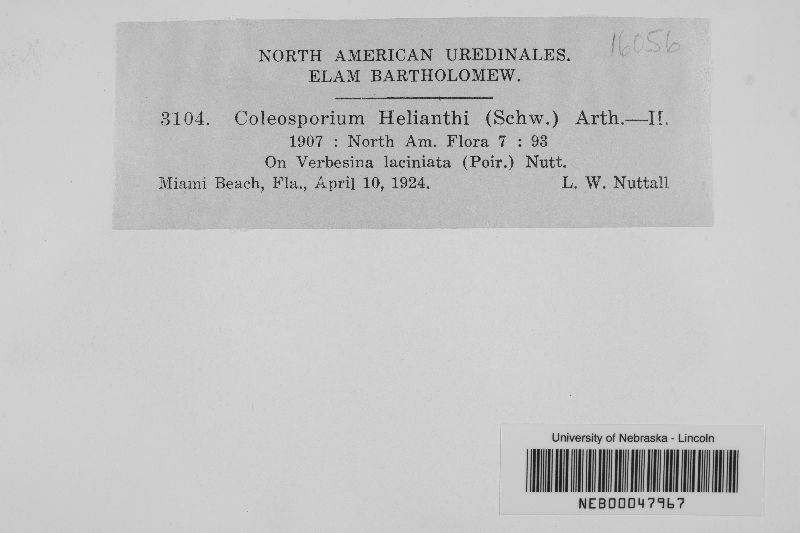 16056
NORTH AMERICAN UREDINALES.
ELAM BARTHOLOMEW.
3104. Coleosporium Helianthi (Schw.) Arth.—II.
1907 : North Am. Flora 7 : 93
On Verbesina laciniata (Poir.) Nutt.
Miami Beach, Fla., April 10, 1924. L. W. Nuttall
University of Nebraska - Lincoln
NEB00047967